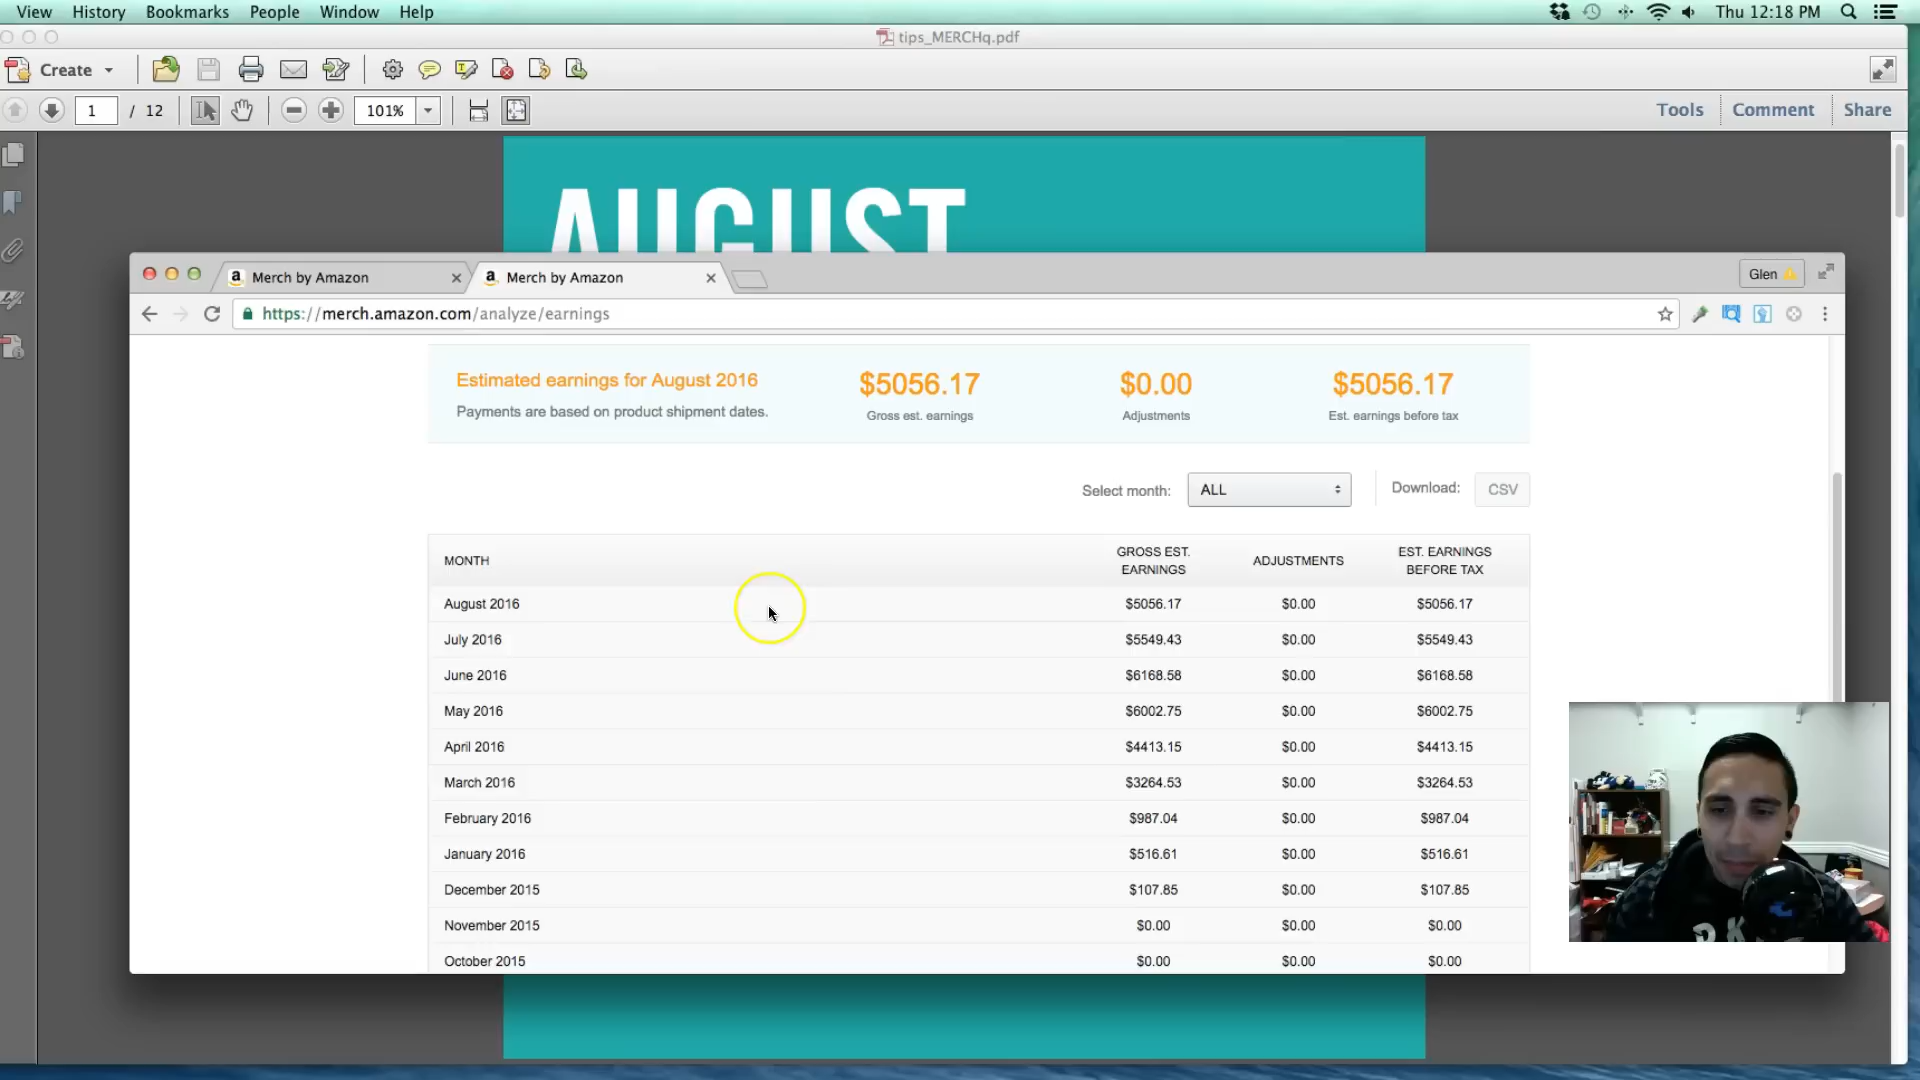 View History Bookmarks People Window Help Thu 12:18 PM
tips_MERCHq.pdf
Create
1 / 12 101% Tools Comment Share
AUGUST
Merch by Amazon Merch by Amazon Glen
https://merch.amazon.com/analyze/earnings
Estimated earnings for August 2016 $5056.17 $0.00 $5056.17
Payments are based on product shipment dates. Gross est. earnings Adjustments Est. earnings before tax
Select month: ALL Download: CSV
MONTH GROSS EST. EARNINGS ADJUSTMENTS EST. EARNINGS BEFORE TAX
August 2016 $5056.17 $0.00 $5056.17
July 2016 $5549.43 $0.00 $5549.43
June 2016 $6168.58 $0.00 $6168.58
May 2016 $6002.75 $0.00 $6002.75
April 2016 $4413.15 $0.00 $4413.15
March 2016 $3264.53 $0.00 $3264.53
February 2016 $987.04 $0.00 $987.04
January 2016 $516.61 $0.00 $516.61
December 2015 $107.85 $0.00 $107.85
November 2015 $0.00 $0.00 $0.00
October 2015 $0.00 $0.00 $0.00